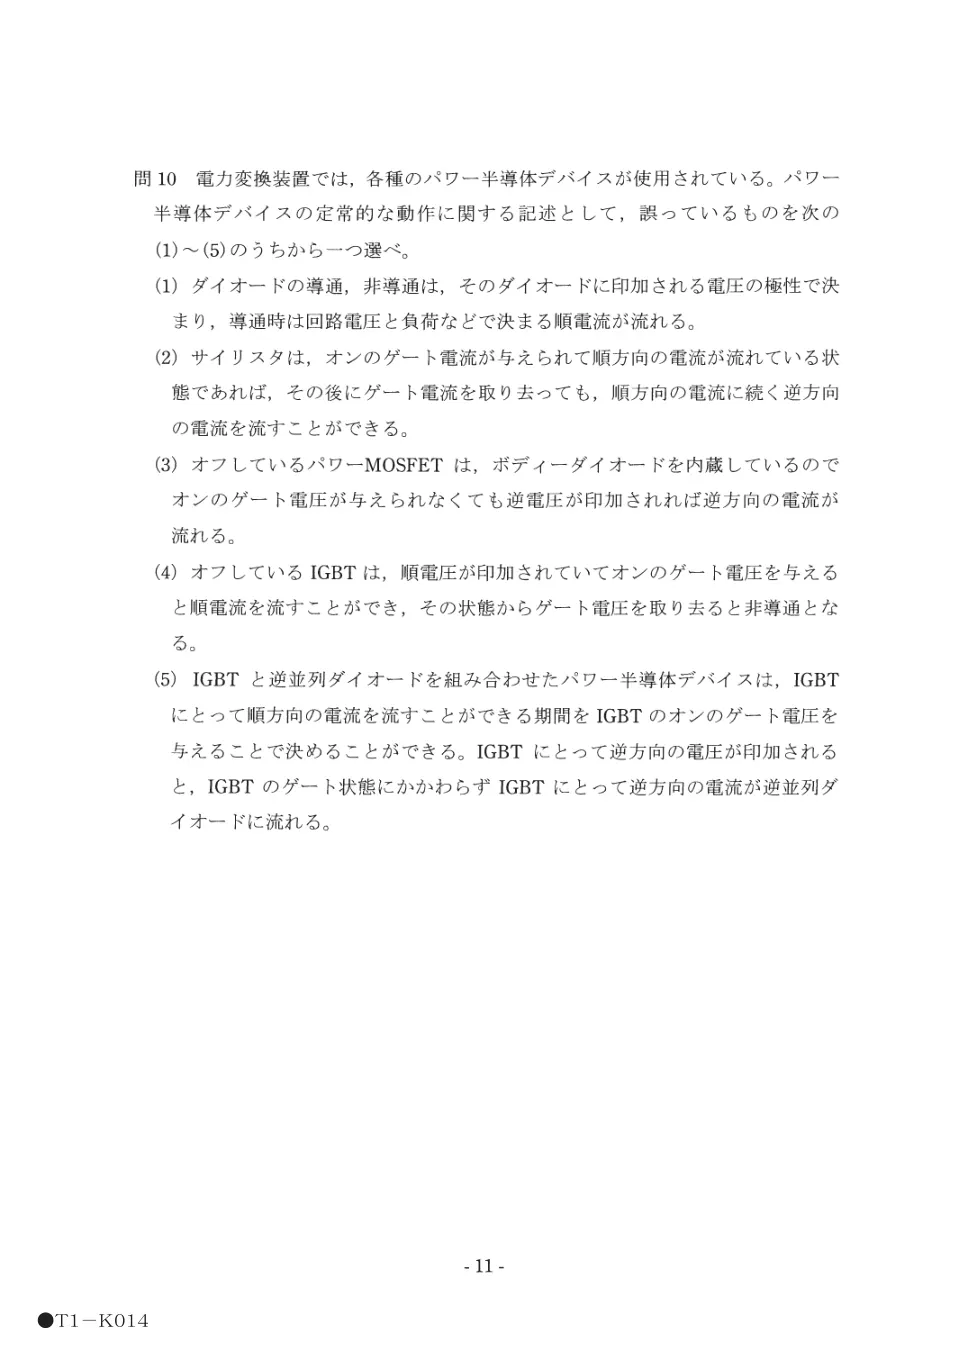 問10　電力変換装置では，各種のパワー半導体デバイスが使用されている。パワー
半導体デバイスの定常的な動作に関する記述として，誤っているものを次の
(1)～(5)のうちから一つ選べ。
(1) ダイオードの導通，非導通は，そのダイオードに印加される電圧の極性で決
まり，導通時は回路電圧と負荷などで決まる順電流が流れる。
(2) サイリスタは，オンのゲート電流が与えられて順方向の電流が流れている状
態であれば，その後にゲート電流を取り去っても，順方向の電流に続く逆方向
の電流を流すことができる。
(3) オフしているパワーMOSFET は，ボディーダイオードを内蔵しているので
オンのゲート電圧が与えられなくても逆電圧が印加されれば逆方向の電流が
流れる。
(4) オフしている IGBT は，順電圧が印加されていてオンのゲート電圧を与える
と順電流を流すことができ，その状態からゲート電圧を取り去ると非導通とな
る。
(5) IGBT と逆並列ダイオードを組み合わせたパワー半導体デバイスは，IGBT
にとって順方向の電流を流すことができる期間を IGBT のオンのゲート電圧を
与えることで決めることができる。IGBT にとって逆方向の電圧が印加される
と，IGBT のゲート状態にかかわらず IGBT にとって逆方向の電流が逆並列ダ
イオードに流れる。
- 11 -
●T1－K014